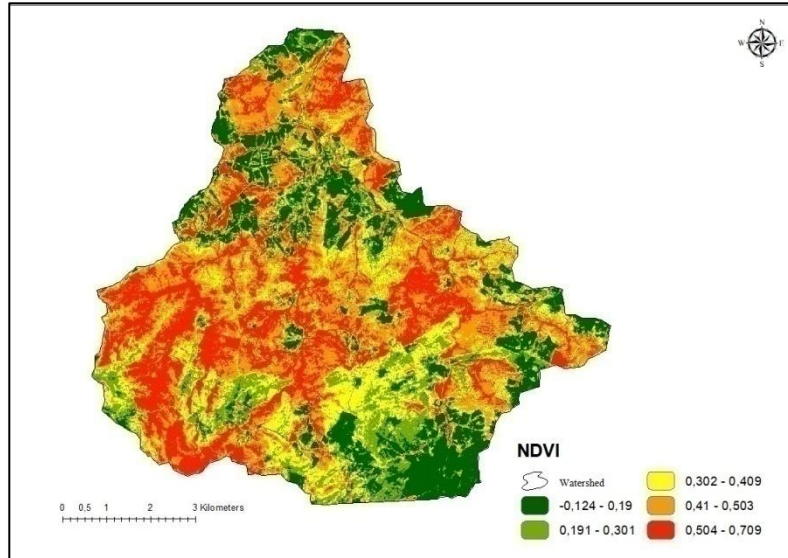 N
W E
S
NDVI
Watershed
-0,124 - 0,19
0,191 - 0,301
0,302 - 0,409
0,41 - 0,503
0,504 - 0,709
0 0,5 1 2 3 Kilometers